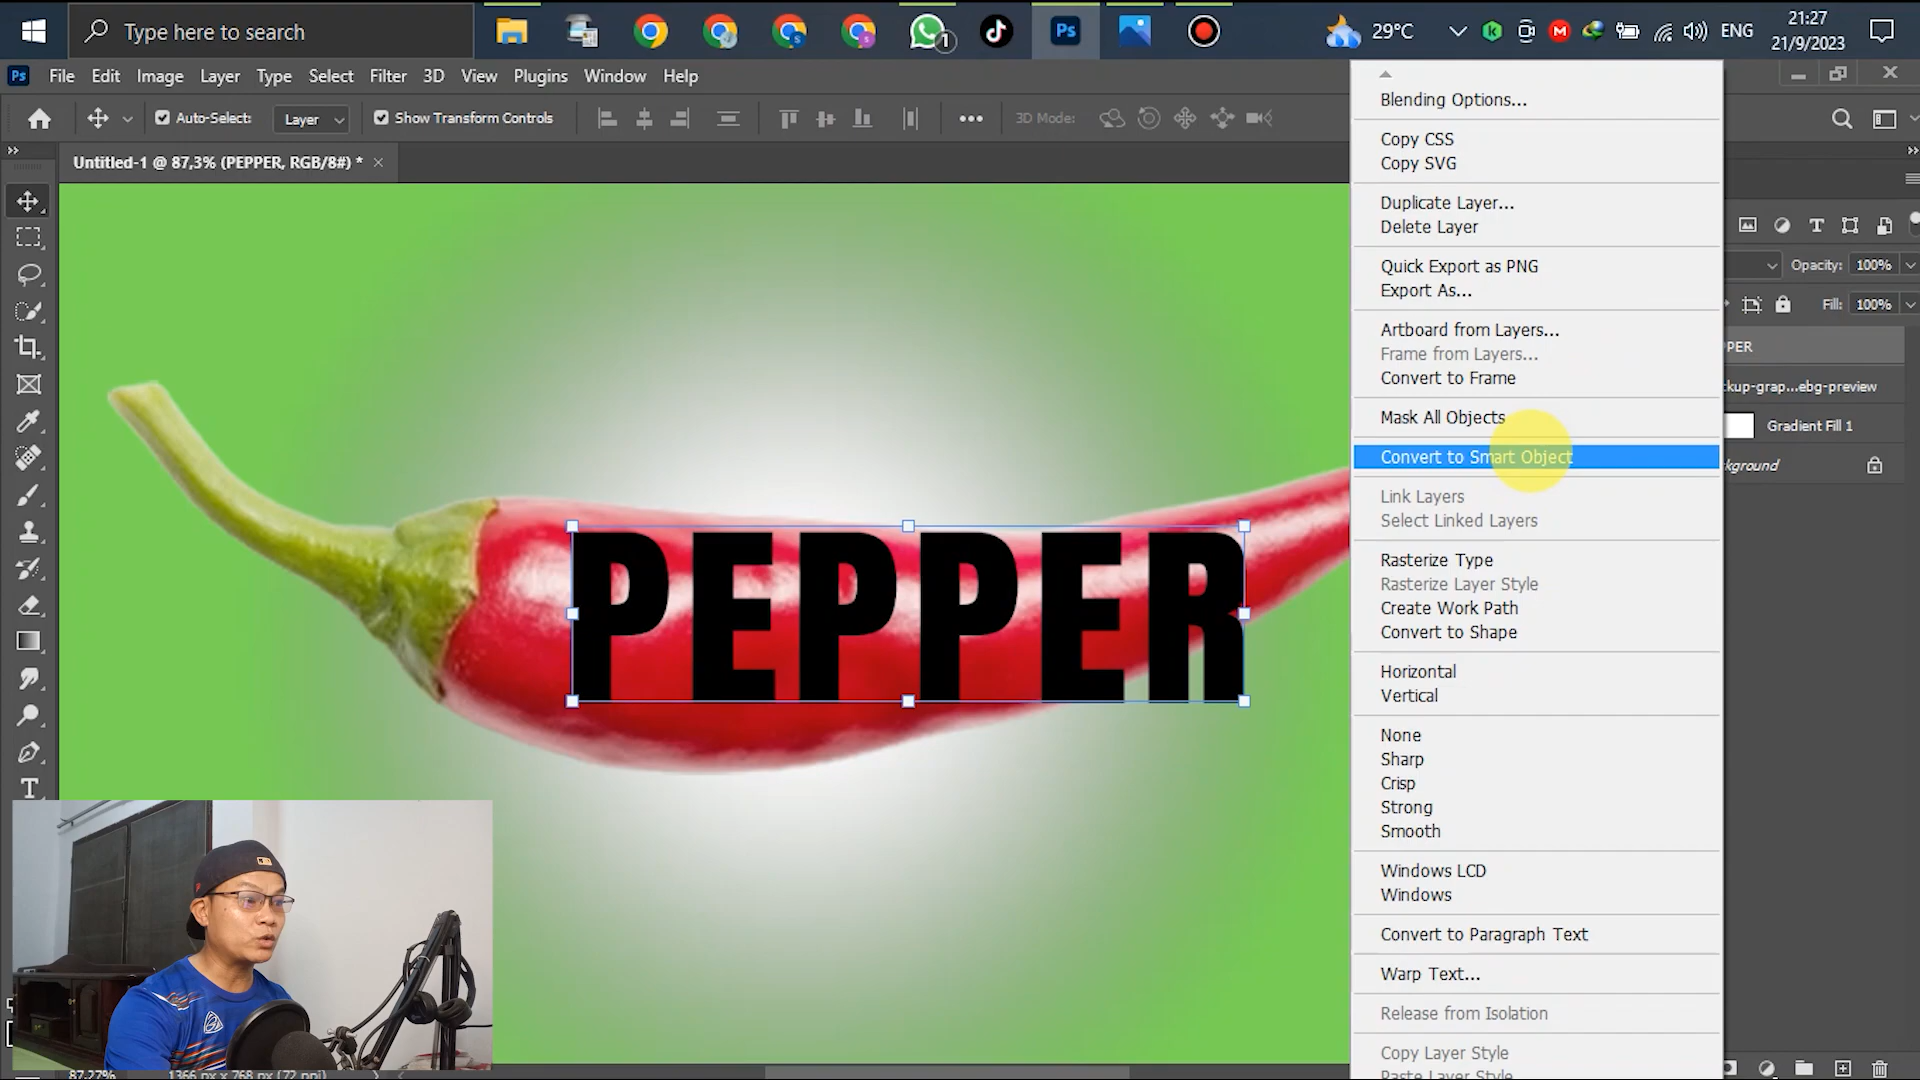 Type here to search
1
29°C
ENG
21:27
21/9/2023
Ps
File Edit Image Layer Type Select Filter 3D View Plugins Window Help
Auto-Select: Layer Show Transform Controls 3D Mode:
Untitled-1 @ 87,3% (PEPPER, RGB/8#) *
PEPPER
Blending Options...
Copy CSS
Copy SVG
Duplicate Layer...
Delete Layer
Quick Export as PNG
Export As...
Artboard from Layers...
Frame from Layers...
Convert to Frame
Mask All Objects
Convert to Smart Object
Link Layers
Select Linked Layers
Rasterize Type
Rasterize Layer Style
Create Work Path
Convert to Shape
Horizontal
Vertical
None
Sharp
Crisp
Strong
Smooth
Windows LCD
Windows
Convert to Paragraph Text
Warp Text...
Release from Isolation
Copy Layer Style
Paste Layer Style
Opacity: 100%
Fill: 100%
PPER
ckup-grap...ebg-preview
Gradient Fill 1
kground
87,27% 1366 px x 768 px (72 ppi)